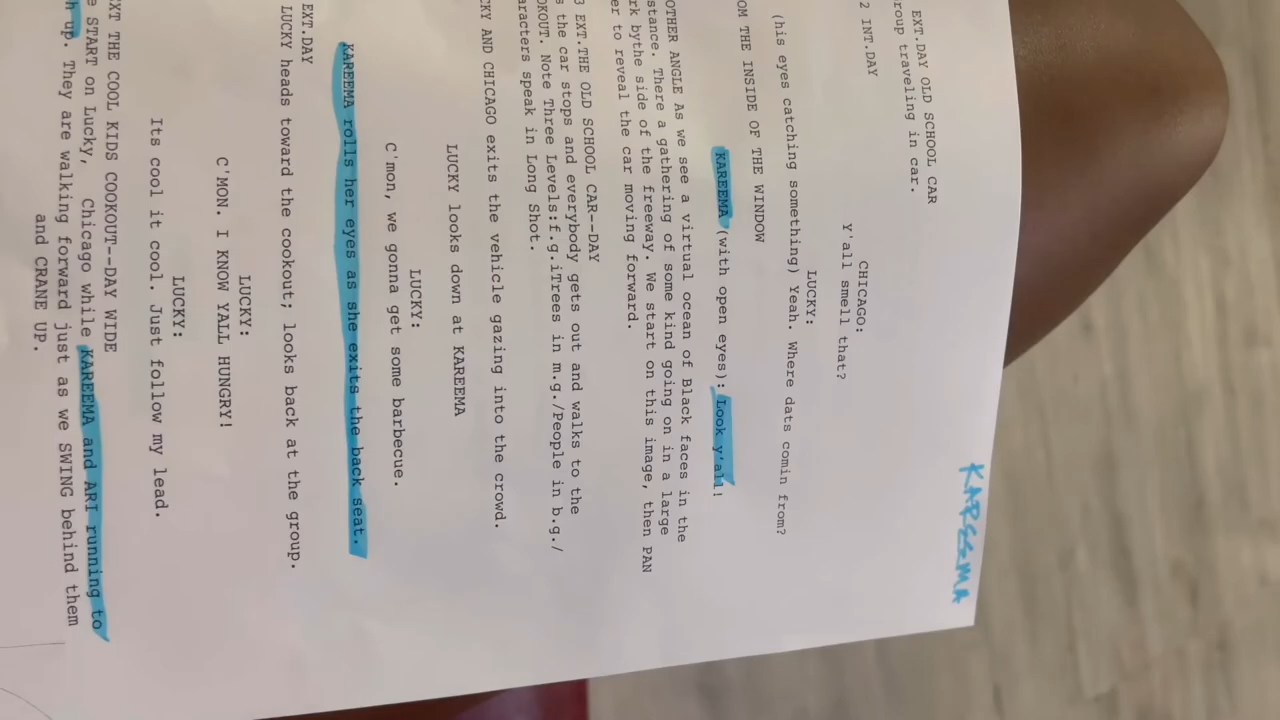 KAREEMA
EXT.DAY OLD SCHOOL CAR
roup traveling in car.
2 INT.DAY
CHICAGO:
Y'all smell that?
LUCKY:
(his eyes catching something) Yeah. Where dats comin from?
OM THE INSIDE OF THE WINDOW
KAREEMA (with open eyes): Look y'all!
OTHER ANGLE As we see a virtual ocean of Black faces in the
stance. There a gathering of some kind going on in a large
rk bythe side of the freeway. We start on this image, then PAN
er to reveal the car moving forward.
3 EXT.THE OLD SCHOOL CAR--DAY
s the car stops and everybody gets out and walks to the
OKOUT. Note Three Levels:f.g.iTrees in m.g./People in b.g./
aracters speak in Long Shot.
CKY AND CHICAGO exits the vehicle gazing into the crowd.
LUCKY looks down at KAREEMA
LUCKY:
C'mon, we gonna get some barbecue.
KAREEMA rolls her eyes as she exits the back seat.
EXT.DAY
LUCKY heads toward the cookout; looks back at the group.
LUCKY:
C'MON. I KNOW YALL HUNGRY!
LUCKY:
Its cool it cool. Just follow my lead.
EXT THE COOL KIDS COOKOUT--DAY WIDE
e START on Lucky, Chicago while KAREEMA and ARI running to
h up. They are walking forward just as we SWING behind them
and CRANE UP.